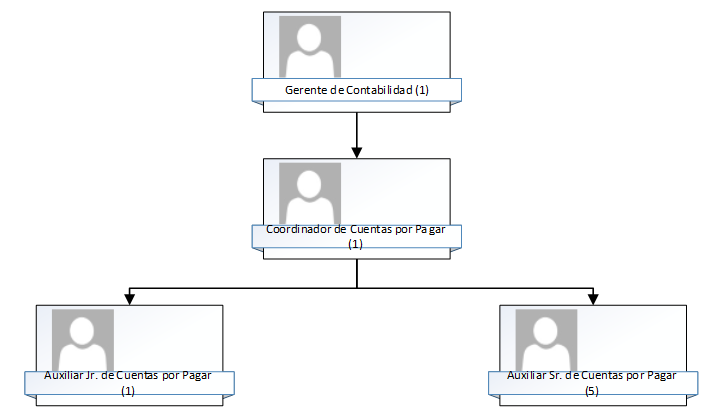 Gerente de Contabilidad (1)
Coordinador de Cuentas por Pagar
(1)
Auxiliar Jr. de Cuentas por Pagar
(1)
Auxiliar Sr. de Cuentas por Pagar
(5)